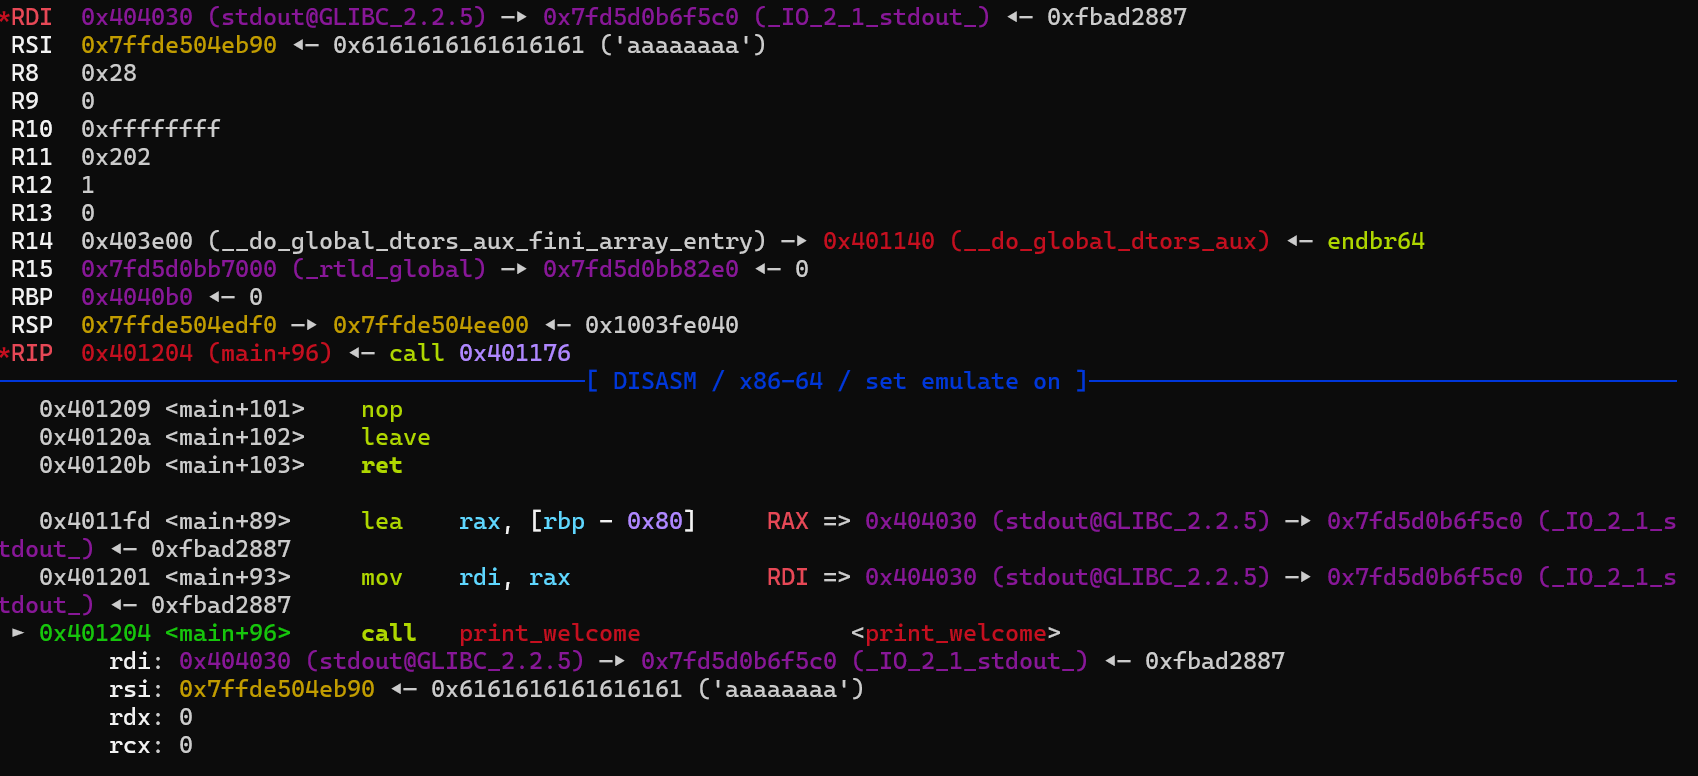 *RDI  0x404030 (stdout@GLIBC_2.2.5) —▸ 0x7fd5d0b6f5c0 (_IO_2_1_stdout_) ◂— 0xfbad2887
 RSI  0x7ffde504eb90 ◂— 0x6161616161616161 ('aaaaaaaa')
 R8   0x28
 R9   0
 R10  0xffffffff
 R11  0x202
 R12  1
 R13  0
 R14  0x403e00 (__do_global_dtors_aux_fini_array_entry) —▸ 0x401140 (__do_global_dtors_aux) ◂— endbr64
 R15  0x7fd5d0bb7000 (_rtld_global) —▸ 0x7fd5d0bb82e0 ◂— 0
 RBP  0x4040b0 ◂— 0
 RSP  0x7ffde504edf0 —▸ 0x7ffde504ee00 ◂— 0x1003fe040
*RIP  0x401204 (main+96) ◂— call 0x401176
──────────[ DISASM / x86-64 / set emulate on ]──────────
   0x401209 <main+101>    nop
   0x40120a <main+102>    leave
   0x40120b <main+103>    ret
   0x4011fd <main+89>     lea    rax, [rbp - 0x80]     RAX => 0x404030 (stdout@GLIBC_2.2.5) —▸ 0x7fd5d0b6f5c0 (_IO_2_1_s
tdout_) ◂— 0xfbad2887
   0x401201 <main+93>     mov    rdi, rax              RDI => 0x404030 (stdout@GLIBC_2.2.5) —▸ 0x7fd5d0b6f5c0 (_IO_2_1_s
tdout_) ◂— 0xfbad2887
 ► 0x401204 <main+96>     call   print_welcome               <print_welcome>
        rdi: 0x404030 (stdout@GLIBC_2.2.5) —▸ 0x7fd5d0b6f5c0 (_IO_2_1_stdout_) ◂— 0xfbad2887
        rsi: 0x7ffde504eb90 ◂— 0x6161616161616161 ('aaaaaaaa')
        rdx: 0
        rcx: 0